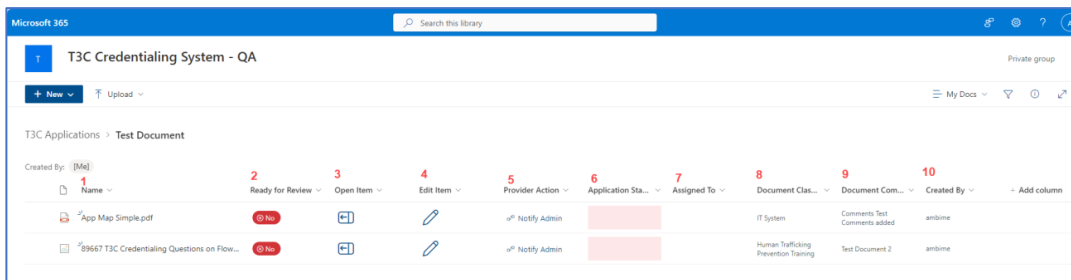 Microsoft 365
Search this library
T
T3C Credentialing System - QA
Private group
+ New
Upload
My Docs
T3C Applications > Test Document
Created By: [Me]
1 2 3 4 5 6 7 8 9 10
Name Ready for Review Open Item Edit Item Provider Action Application Sta... Assigned To Document Clas... Document Com... Created By + Add column
App Map Simple.pdf No Notify Admin IT System Comments Test ambime
Comments added
89667 T3C Credentialing Questions on Flow... No Notify Admin Human Trafficking Test Document 2 ambime
Prevention Training